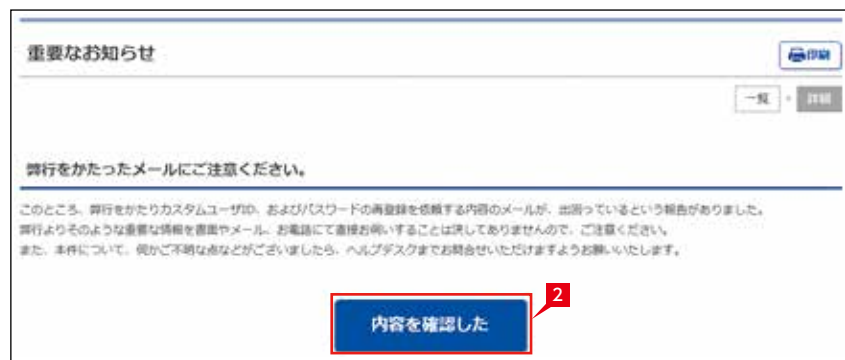 重要なお知らせ
印刷
一覧
詳細
弊行をかたったメールにご注意ください。
このところ、弊行をかたりカスタムユーザID、およびパスワードの再登録を依頼する内容のメールが、出回っているという報告がありました。
弊行よりそのような重要な情報を書面やメール、お電話にて直接お伺いすることは決してありませんので、ご注意ください。
また、本件について、何かご不明な点などがございましたら、ヘルプデスクまでお問合せいただけますようお願いいたします。
2
内容を確認した